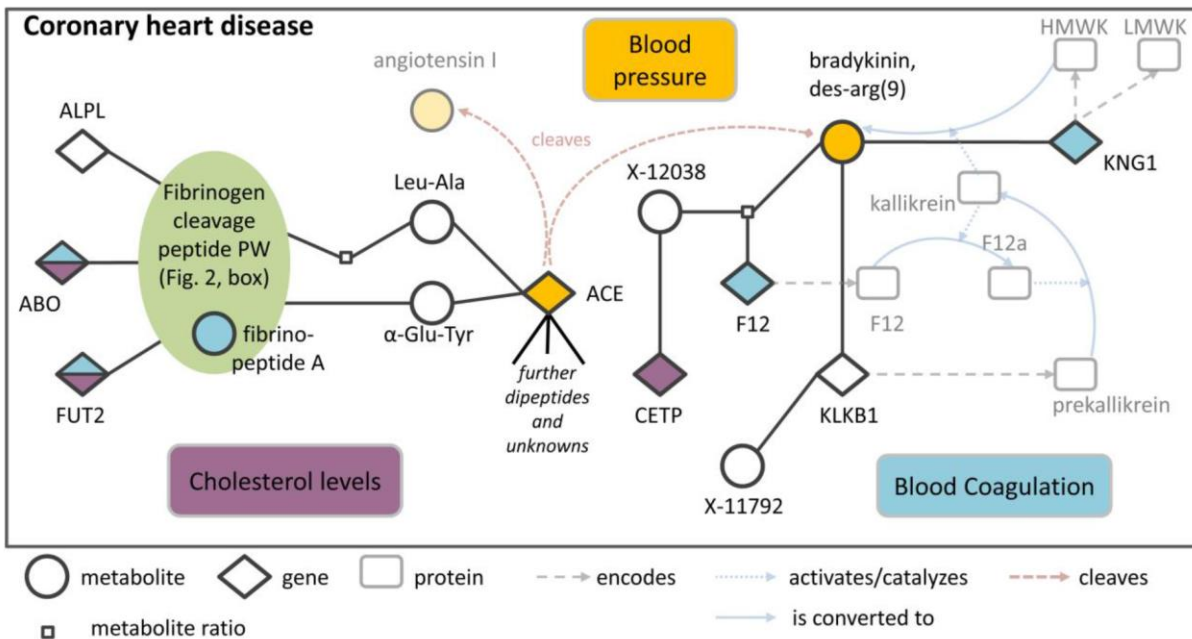 Coronary heart disease
Blood
pressure
HMWK
LMWK
angiotensin I
bradykinin,
des-arg(9)
ALPL
cleaves
KNG1
Fibrinogen
cleavage
peptide PW
(Fig. 2, box)
Leu-Ala
X-12038
kallikrein
F12a
ABO
ACE
fibrino-
peptide A
α-Glu-Tyr
F12
F12
further
dipeptides
and
unknowns
FUT2
CETP
KLKB1
prekallikrein
Cholesterol levels
X-11792
Blood Coagulation
metabolite
gene
protein
encodes
activates/catalyzes
cleaves
metabolite ratio
is converted to